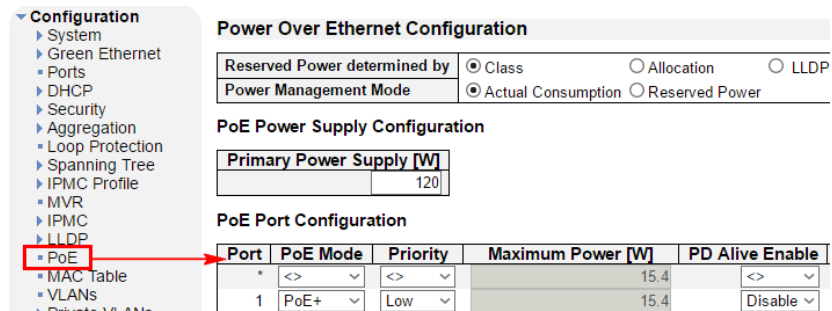 Configuration
System
Green Ethernet
Ports
DHCP
Security
Aggregation
Loop Protection
Spanning Tree
IPMC Profile
MVR
IPMC
LLDP
PoE
MAC Table
VLANs
Private VLANs
Power Over Ethernet Configuration
Reserved Power determined by Class Allocation LLDP
Power Management Mode Actual Consumption Reserved Power
PoE Power Supply Configuration
Primary Power Supply [W]
120
PoE Port Configuration
Port PoE Mode Priority Maximum Power [W] PD Alive Enable
* <> <> 15.4 <>
1 PoE+ Low 15.4 Disable